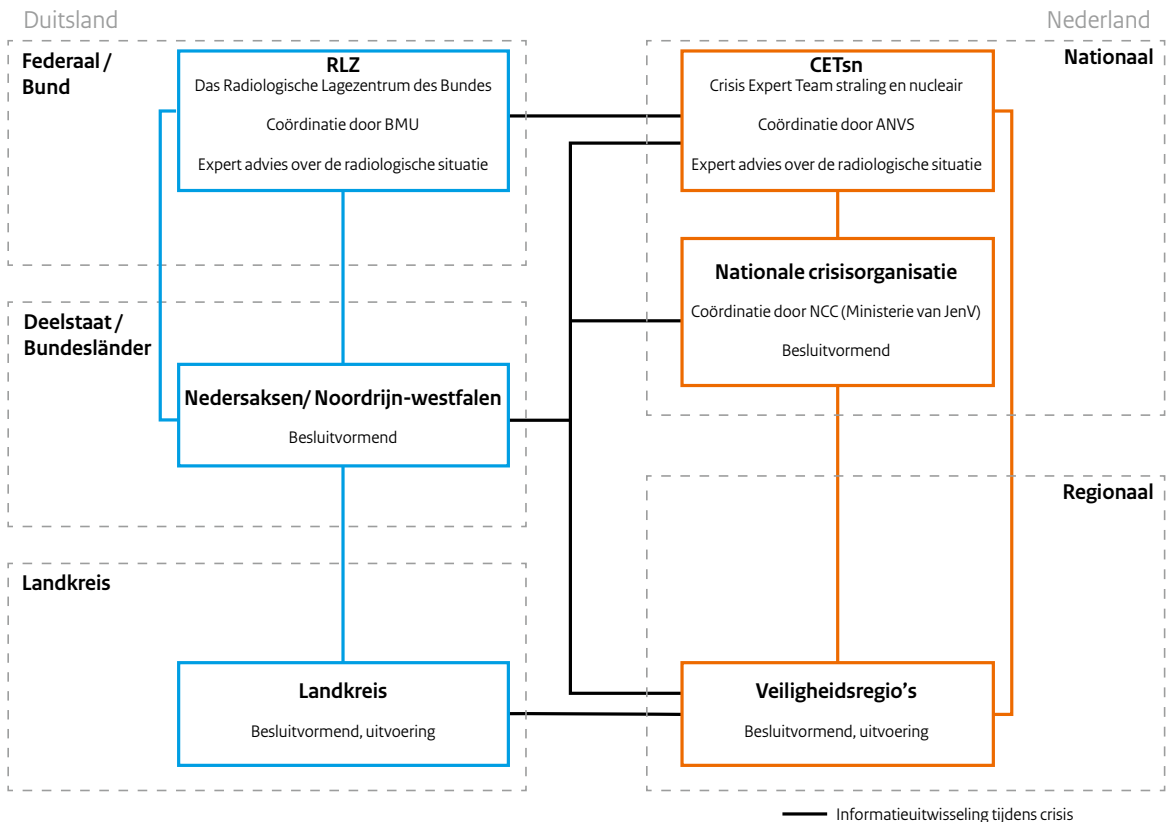 Duitsland
Nederland
Federaal /
Bund
RLZ
Das Radiologische Lagezentrum des Bundes
Coördinatie door BMU
Expert advies over de radiologische situatie
CETsn
Crisis Expert Team straling en nucleair
Coördinatie door ANVS
Expert advies over de radiologische situatie
Nationaal
Nationale crisisorganisatie
Coördinatie door NCC (Ministerie van JenV)
Besluitvormend
Deelstaat /
Bundesländer
Nedersaksen/ Noordrijn-westfalen
Besluitvormend
Regionaal
Landkreis
Landkreis
Besluitvormend, uitvoering
Veiligheidsregio's
Besluitvormend, uitvoering
Informatieuitwisseling tijdens crisis